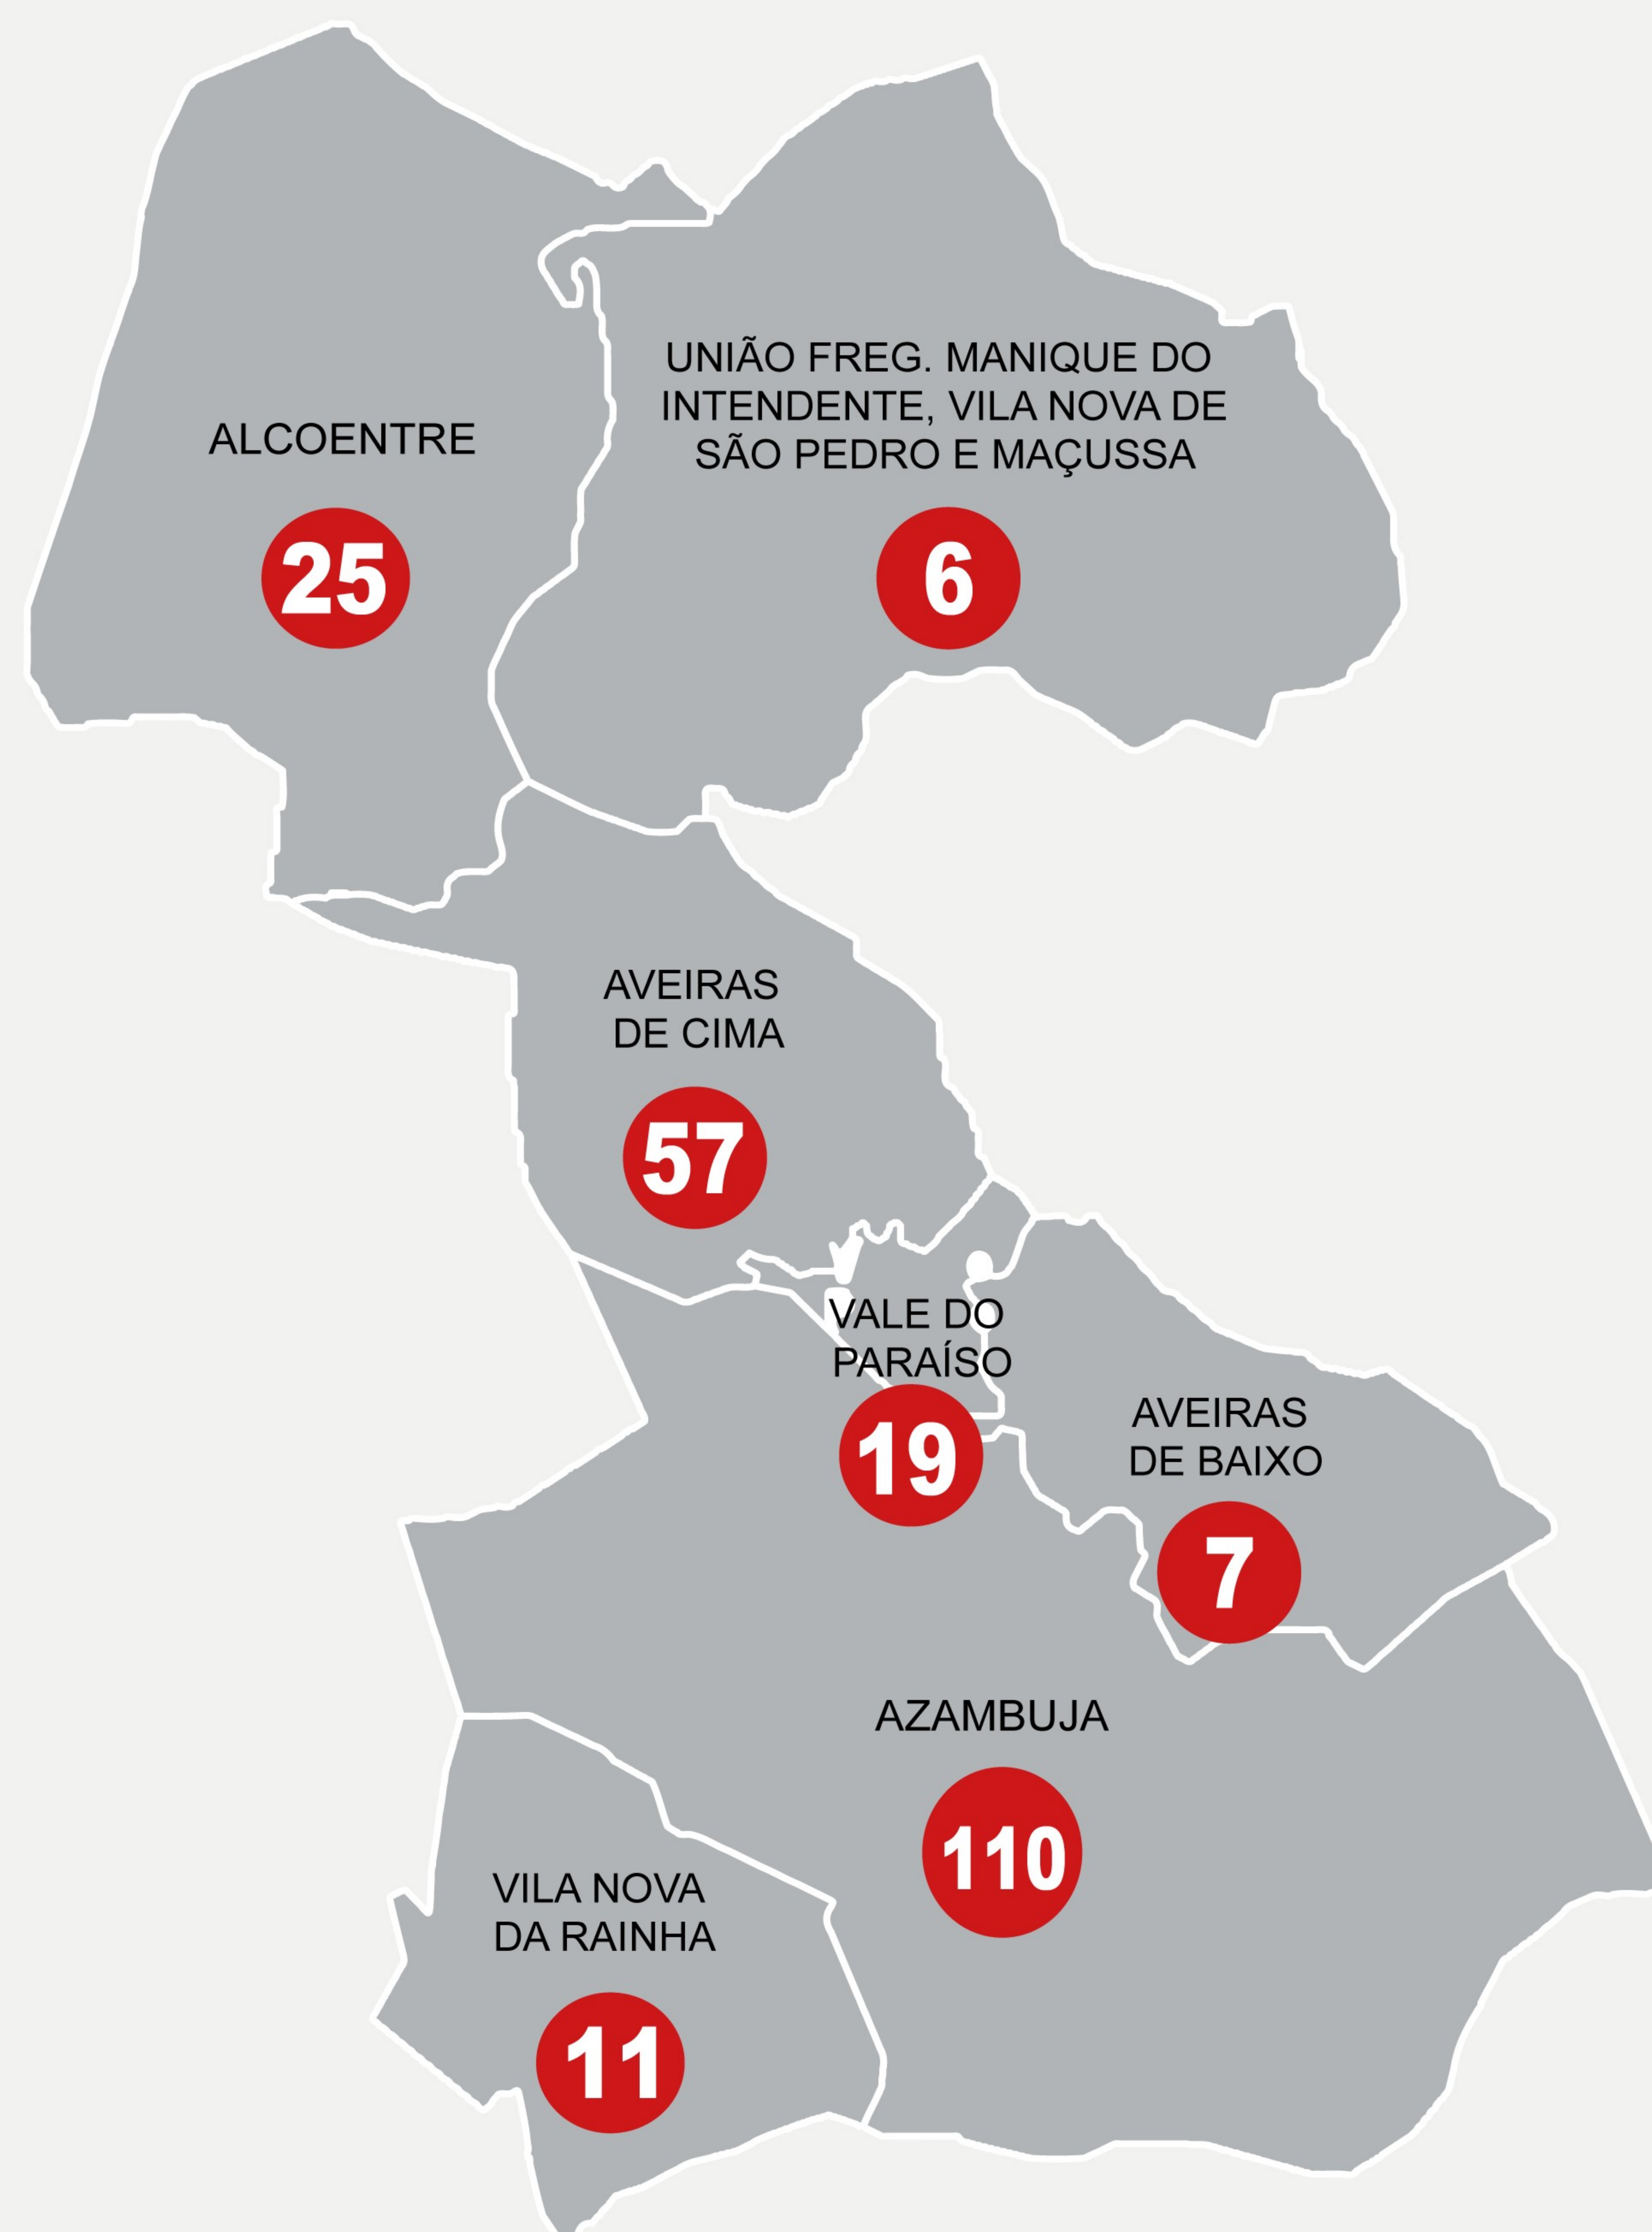 UNIÃO FREG. MANIQUE DO
INTENDENTE, VILA NOVA DE
SÃO PEDRO E MAÇUSSA
6
ALCOENTRE
25
AVEIRAS
DE CIMA
57
VALE DO
PARAÍSO
19
AVEIRAS
DE BAIXO
7
AZAMBUJA
110
VILA NOVA
DA RAINHA
11